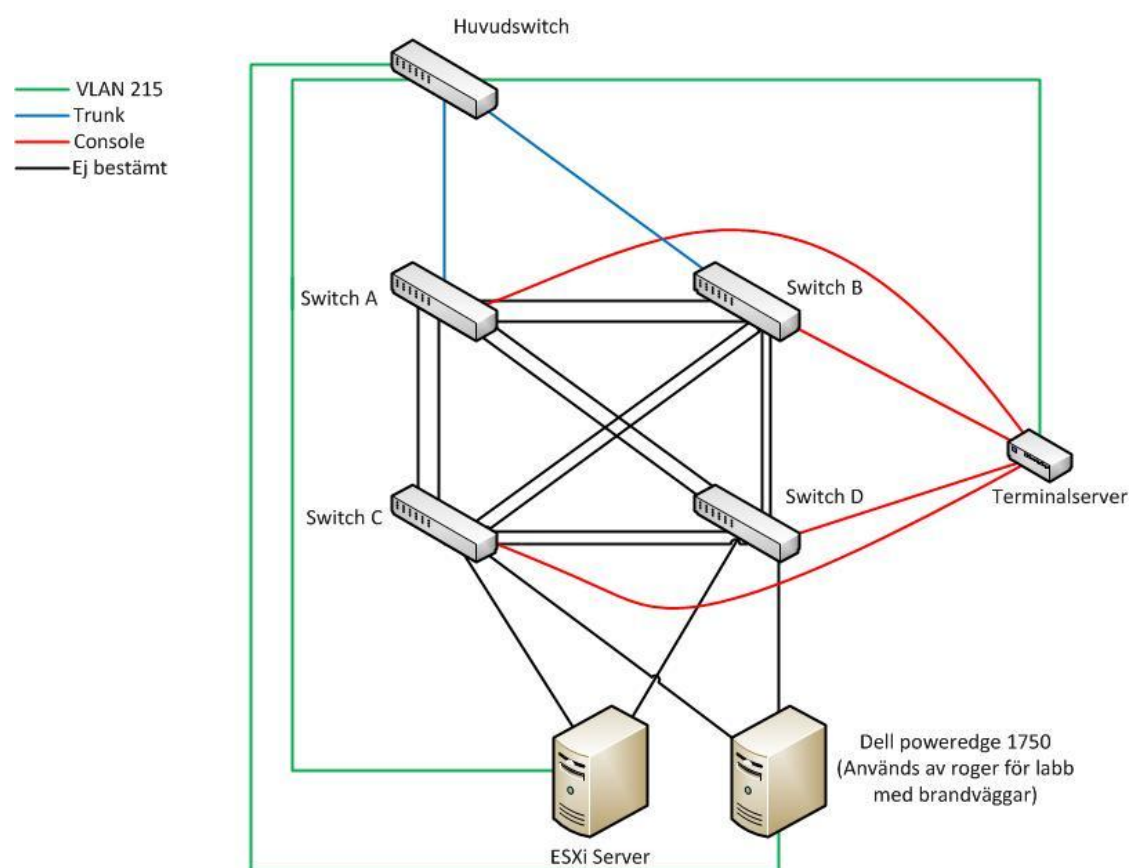 Huvudswitch
VLAN 215
Trunk
Console
Ej bestämt
Switch A
Switch B
Switch C
Switch D
Terminalserver
Dell poweredge 1750
(Används av roger för labb
med brandväggar)
ESXi Server